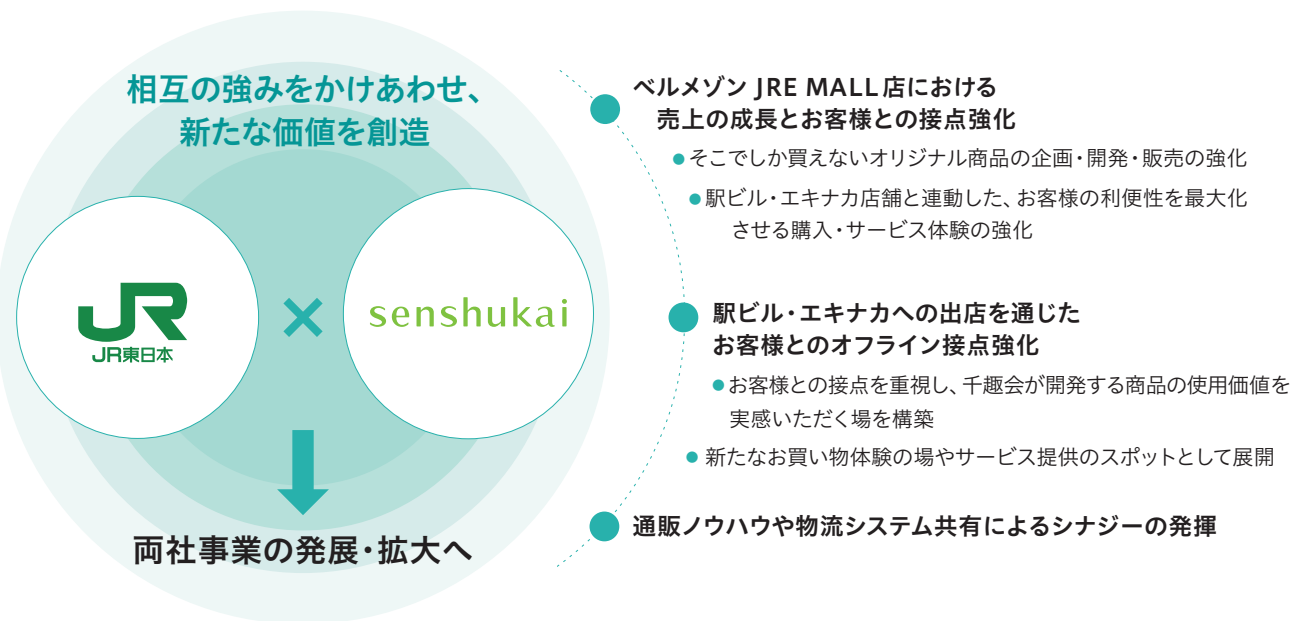 相互の強みをかけあわせ、
新たな価値を創造
JR
JR東日本
×
senshukai
両社事業の発展・拡大へ
ベルメゾン JRE MALL店における
売上の成長とお客様との接点強化
●そこでしか買えないオリジナル商品の企画・開発・販売の強化
●駅ビル・エキナカ店舗と連動した、お客様の利便性を最大化
させる購入・サービス体験の強化
駅ビル・エキナカへの出店を通じた
お客様とのオフライン接点強化
●お客様との接点を重視し、千趣会が開発する商品の使用価値を
実感いただく場を構築
●新たなお買い物体験の場やサービス提供のスポットとして展開
通販ノウハウや物流システム共有によるシナジーの発揮